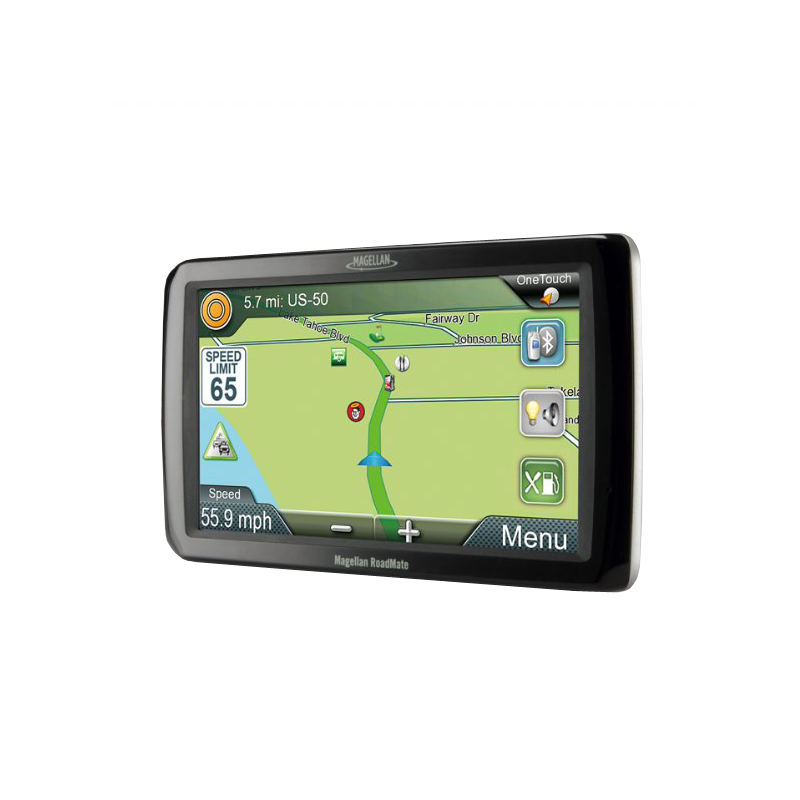 MAGELLAN
OneTouch
5.7 mi: US-50
Lake Tahoe Blvd
Fairway Dr
Johnson Blvd
SPEED
LIMIT
65
Speed
55.9 mph
Menu
Magellan RoadMate